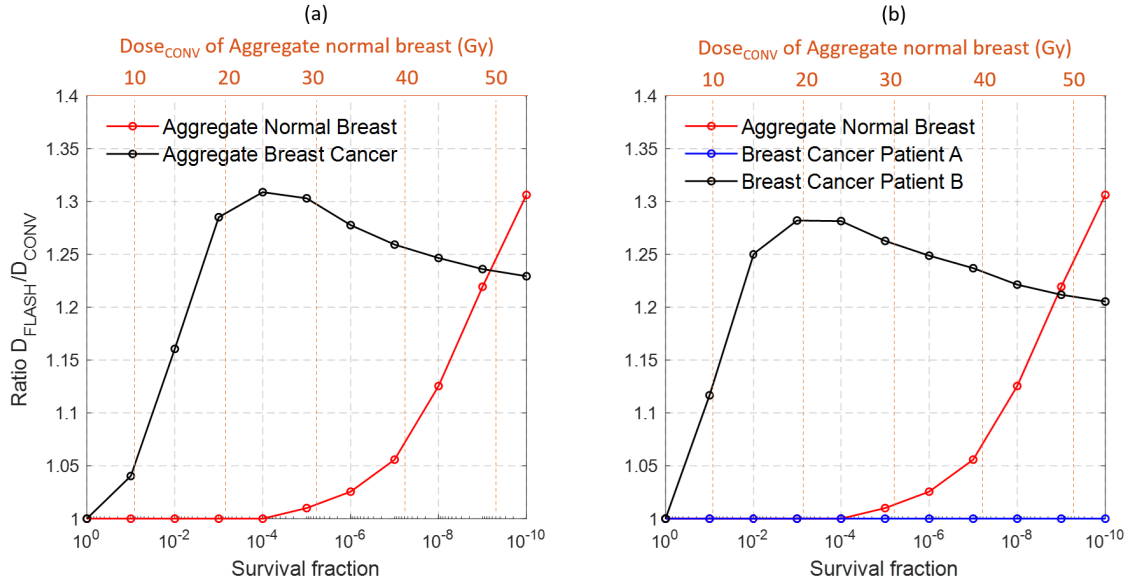 (a)
Dose_CONV of Aggregate normal breast (Gy)
10 20 30 40 50
1.4
1.35
1.3
1.25
1.2
1.15
1.1
1.05
1
Ratio D_FLASH/D_CONV
Aggregate Normal Breast
Aggregate Breast Cancer
10^0 10^-2 10^-4 10^-6 10^-8 10^-10
Survival fraction
(b)
Dose_CONV of Aggregate normal breast (Gy)
10 20 30 40 50
1.4
1.35
1.3
1.25
1.2
1.15
1.1
1.05
1
Aggregate Normal Breast
Breast Cancer Patient A
Breast Cancer Patient B
10^0 10^-2 10^-4 10^-6 10^-8 10^-10
Survival fraction